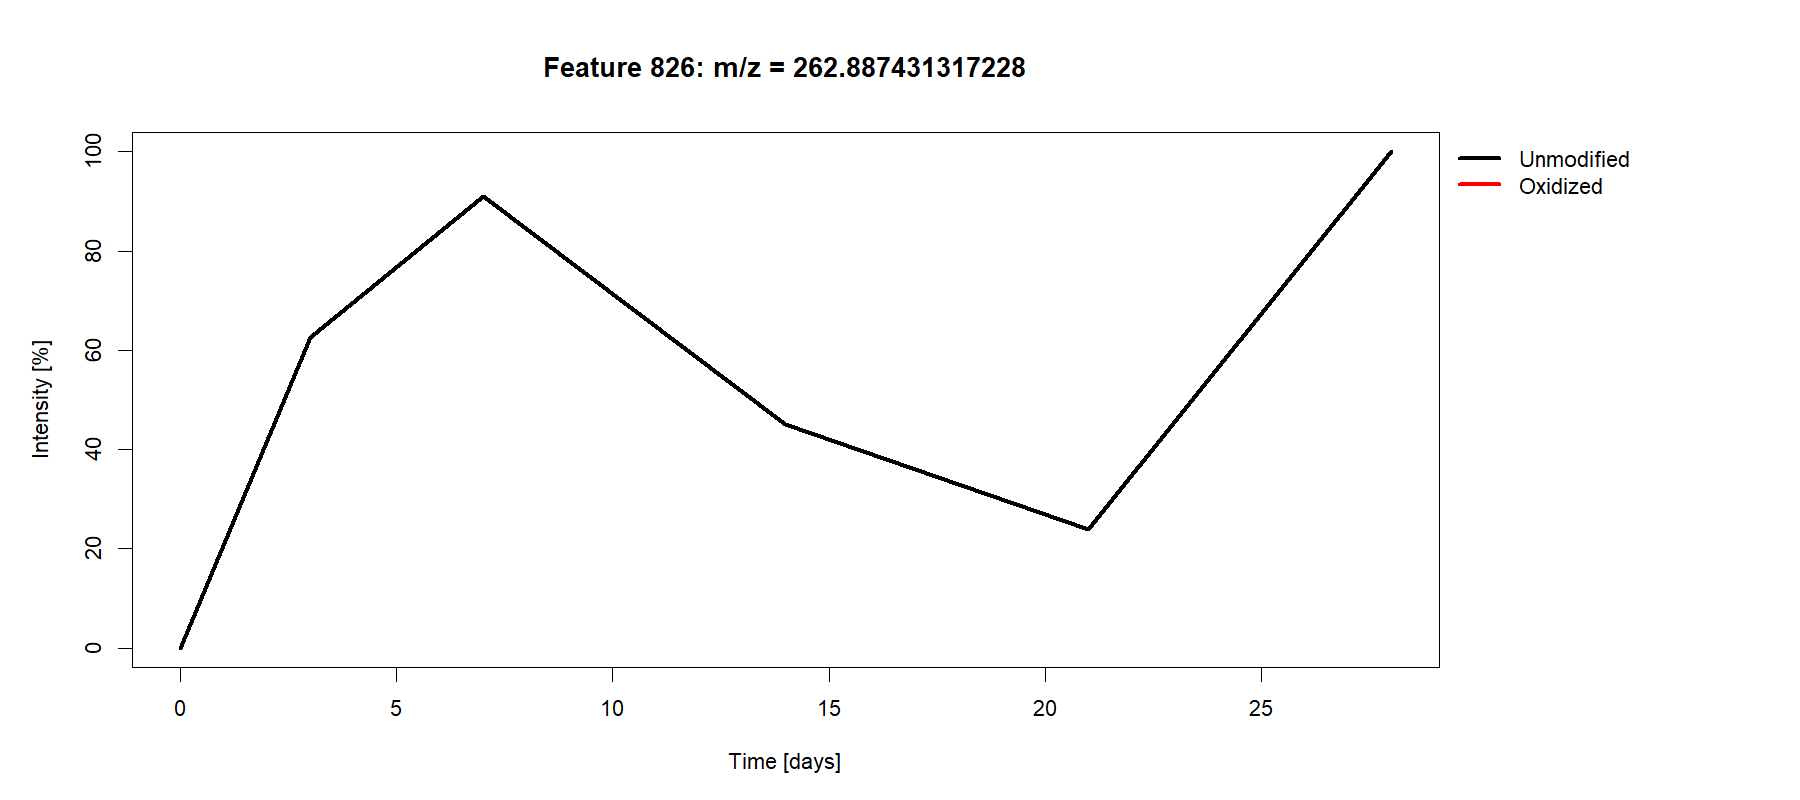 Feature 826: m/z = 262.887431317228
Unmodified
Oxidized
Intensity [%]
100
80
60
40
20
0
0 5 10 15 20 25
Time [days]